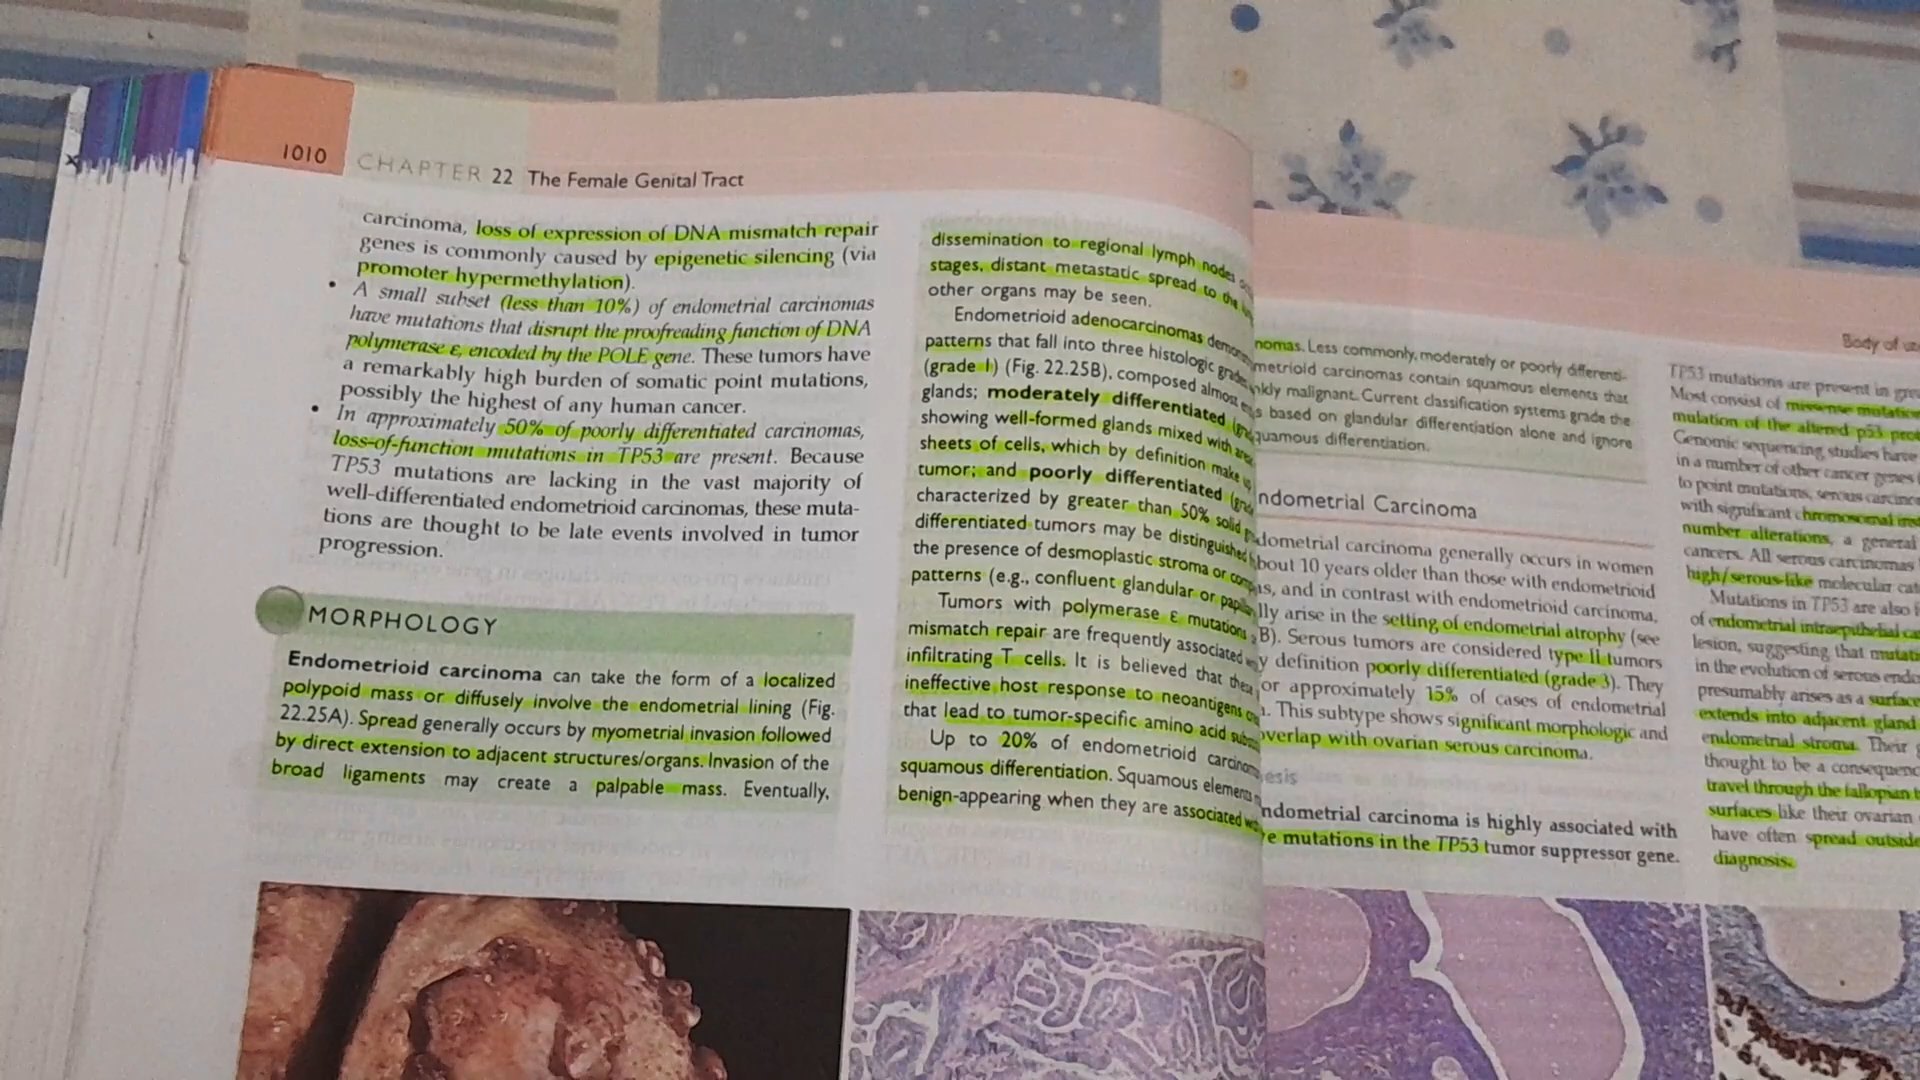 1010
CHAPTER 22 The Female Genital Tract
carcinoma, loss of expression of DNA mismatch repair
genes is commonly caused by epigenetic silencing (via
promoter hypermethylation).
• A small subset (less than 10%) of endometrial carcinomas
have mutations that disrupt the proofreading function of DNA
polymerase ε, encoded by the POLE gene. These tumors have
a remarkably high burden of somatic point mutations,
possibly the highest of any human cancer.
• In approximately 50% of poorly differentiated carcinomas,
loss-of-function mutations in TP53 are present. Because
TP53 mutations are lacking in the vast majority of
well-differentiated endometrioid carcinomas, these muta-
tions are thought to be late events involved in tumor
progression.
MORPHOLOGY
Endometrioid carcinoma can take the form of a localized
polypoid mass or diffusely involve the endometrial lining (Fig.
22.25A). Spread generally occurs by myometrial invasion followed
by direct extension to adjacent structures/organs. Invasion of the
broad ligaments may create a palpable mass. Eventually,
dissemination to regional lymph nodes
stages, distant metastatic spread to the
other organs may be seen.
Endometrioid adenocarcinomas
patterns that fall into three histologic
(grade 1) (Fig. 22.25B), composed almost
glands; moderately differentiated
showing well-formed glands mixed with
sheets of cells, which by definition make
tumor; and poorly differentiated
characterized by greater than 50% solid
differentiated tumors may be distinguished
the presence of desmoplastic stroma or
patterns (e.g., confluent glandular or
Tumors with polymerase ε mutations
mismatch repair are frequently associated
infiltrating T cells. It is believed that these
ineffective host response to neoantigens
that lead to tumor-specific amino acid
Up to 20% of endometrioid
squamous differentiation. Squamous elements
benign-appearing when they are associated
nomas. Less commonly, moderately or poorly differenti-
metrioid carcinomas contain squamous elements that
nkly malignant. Current classification systems grade the
s based on glandular differentiation alone and ignore
quamous differentiation.
ndometrial Carcinoma
dometrial carcinoma generally occurs in women
bout 10 years older than those with endometrioid
as, and in contrast with endometrioid carcinoma,
lly arise in the setting of endometrial atrophy (see
B). Serous tumors are considered type II tumors
y definition poorly differentiated (grade 3). They
or approximately 15% of cases of endometrial
. This subtype shows significant morphologic and
overlap with ovarian serous carcinoma.
esis
ndometrial carcinoma is highly associated with
e mutations in the TP53 tumor suppressor gene.
Body of
TP53 mutations are present in
Most consist of missense
mulation of the altered p53
Genomic sequencing studies have
in a number of other cancer genes
to point mutations, serous
with significant chromosomal
number alterations, a general
cancers. All serous carcinomas
high/serous-like molecular
Mutations in TP53 are also
of endometrial intraepithelial
lesion, suggesting that
in the evolution of serous
presumably arises as a surface
extends into adjacent gland
endometrial stroma. Their
thought to be a
travel through the fallopian
surfaces like their ovarian
have often spread outside
diagnosis.